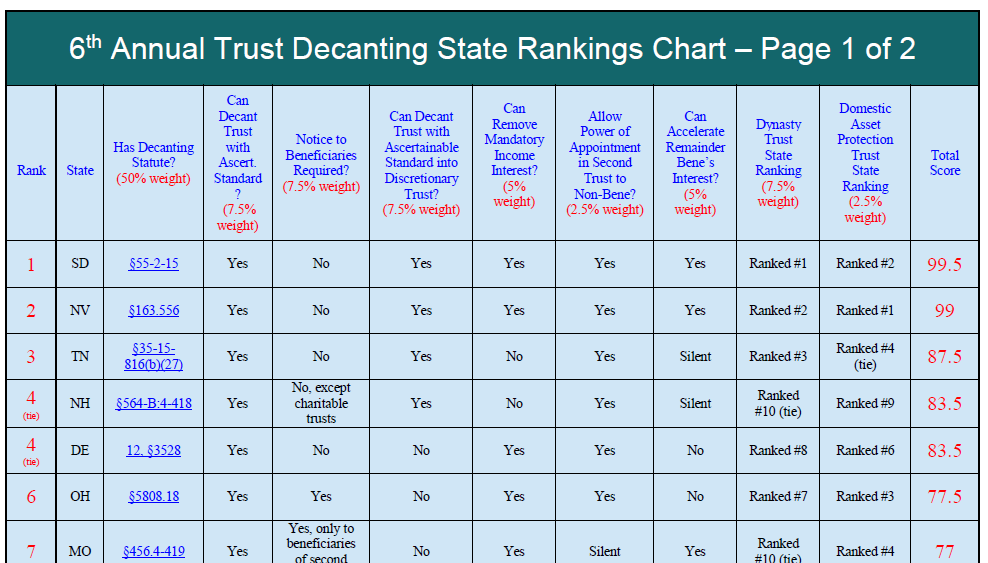 6th Annual Trust Decanting State Rankings Chart – Page 1 of 2
Rank
State
Has Decanting
Statute?
(50% weight)
Can
Decant
Trust
with
Ascert.
Standard
?
(7.5%
weight)
Notice to
Beneficiaries
Required?
(7.5% weight)
Can Decant
Trust with
Ascertainable
Standard into
Discretionary
Trust?
(7.5% weight)
Can
Remove
Mandatory
Income
Interest?
(5%
weight)
Allow
Power of
Appointment
in Second
Trust to
Non-Bene?
(2.5% weight)
Can
Accelerate
Remainder
Bene’s
Interest?
(5%
weight)
Dynasty
Trust
State
Ranking
(7.5%
weight)
Domestic
Asset
Protection
Trust
State
Ranking
(2.5%
weight)
Total
Score
1 SD §55-2-15 Yes No Yes Yes Yes Yes Ranked #1 Ranked #2 99.5
2 NV §163.556 Yes No Yes Yes Yes Yes Ranked #2 Ranked #1 99
3 TN §35-15-
816(b)(27) Yes No Yes No Yes Silent Ranked #3 Ranked #4
(tie) 87.5
4
(tie) NH §564-B:4-418 Yes No, except
charitable
trusts Yes No Yes Silent Ranked
#10 (tie) Ranked #9 83.5
4
(tie) DE 12, §3528 Yes No No Yes Yes No Ranked #8 Ranked #6 83.5
6 OH §5808.18 Yes Yes No Yes Yes No Ranked #7 Ranked #3 77.5
7 MO §456.4-419 Yes Yes, only to
beneficiaries
of second No Yes Silent Yes Ranked
#10 (tie) Ranked #4 77